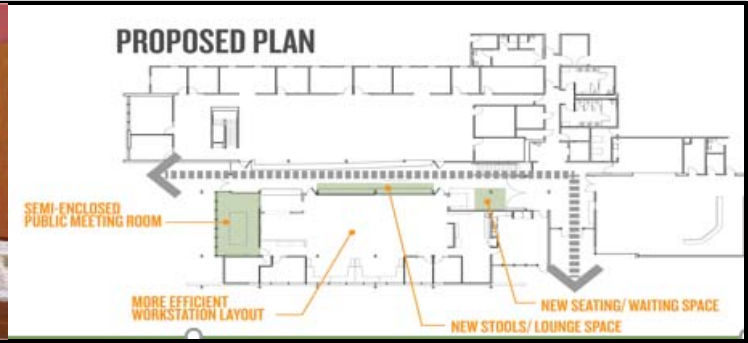 PROPOSED PLAN
SEMI-ENCLOSED
PUBLIC MEETING ROOM
MORE EFFICIENT
WORKSTATION LAYOUT
NEW SEATING/ WAITING SPACE
NEW STOOLS/ LOUNGE SPACE